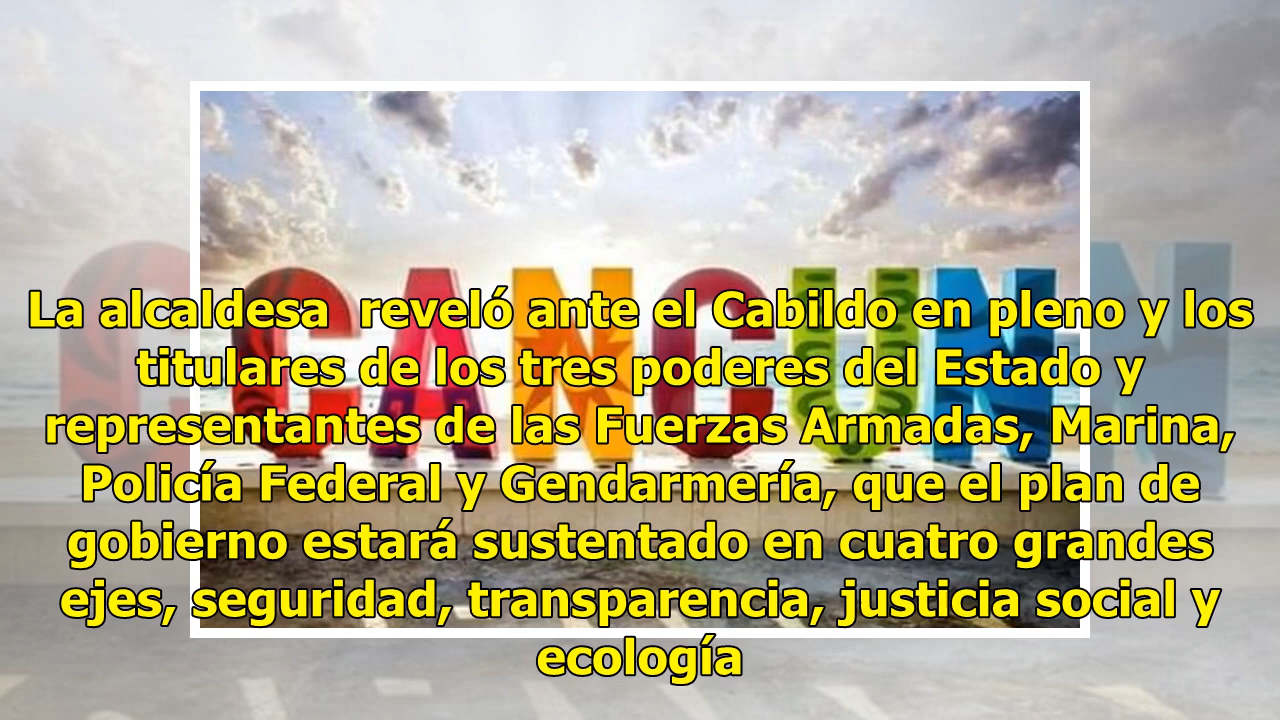 CANCUN
La alcaldesa  reveló ante el Cabildo en pleno y los
titulares de los tres poderes del Estado y
representantes de las Fuerzas Armadas, Marina,
Policía Federal y Gendarmería, que el plan de
gobierno estará sustentado en cuatro grandes
ejes, seguridad, transparencia, justicia social y
ecología